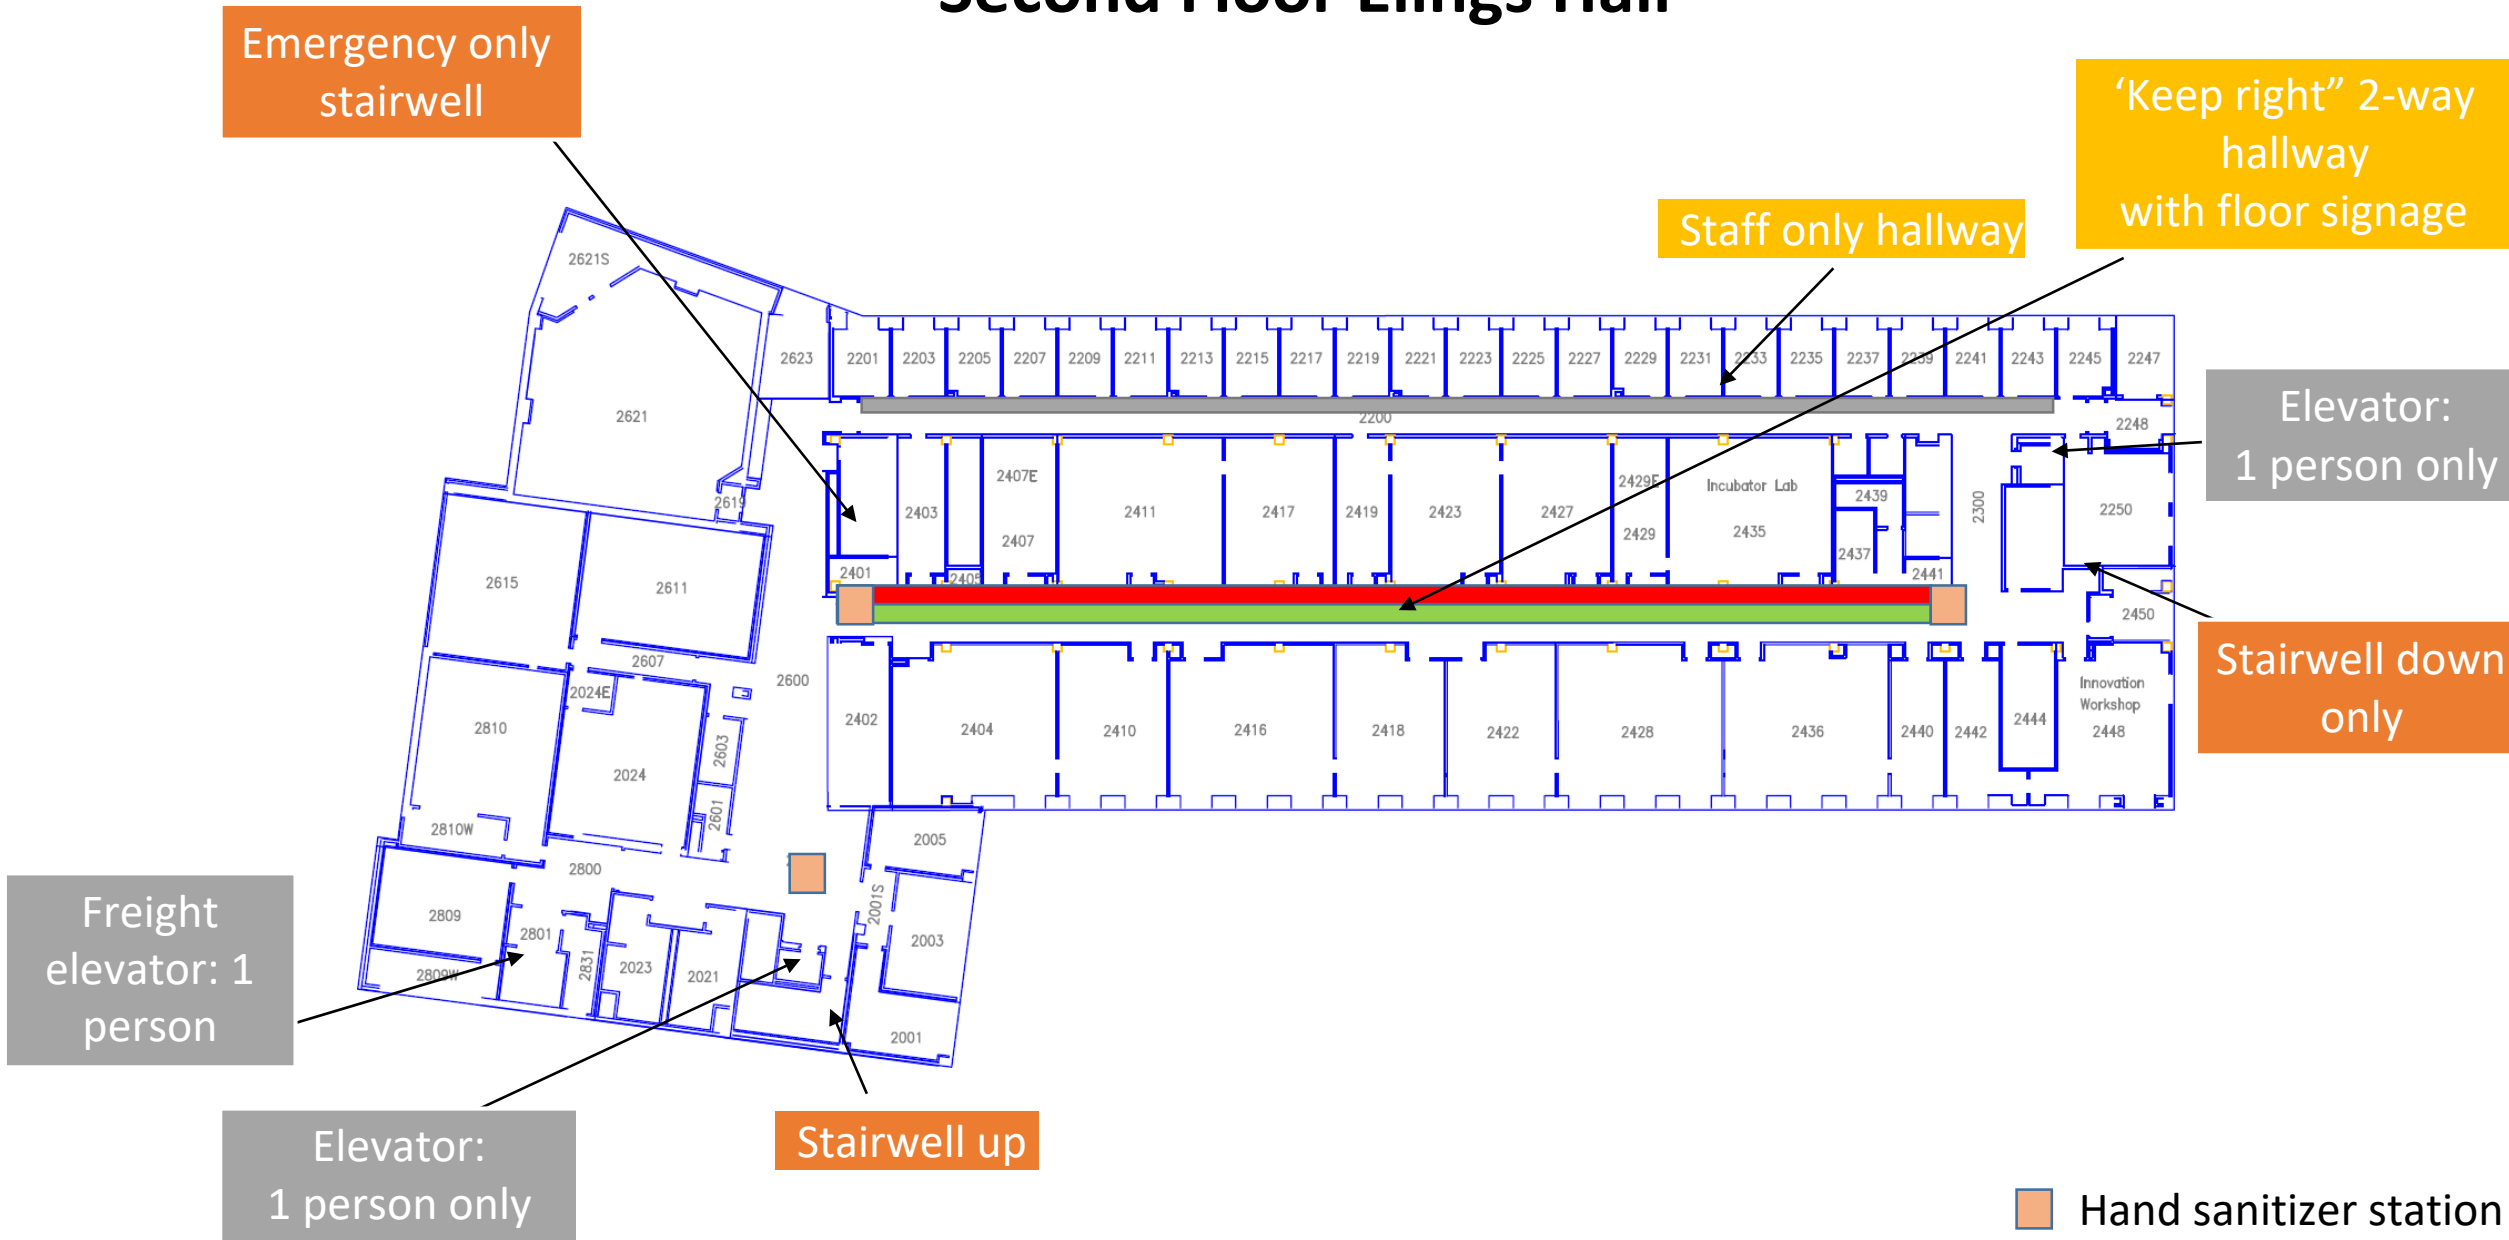 Second Floor Elings Hall
Emergency only
stairwell
‘Keep right” 2-way
hallway
with floor signage
Staff only hallway
Elevator:
1 person only
Stairwell down
only
Freight
elevator: 1
person
Elevator:
1 person only
Stairwell up
Hand sanitizer station
2621S
2623
2201
2203
2205
2207
2209
2211
2213
2215
2217
2219
2221
2223
2225
2227
2229
2231
2233
2235
2237
2239
2241
2243
2245
2247
2621
2200
2248
2619
2403
2407E
2407
2411
2417
2419
2423
2427
2429E
2429
Incubator Lab
2435
2439
2437
2300
2250
2401
2405
2441
2450
2615
2611
2607
2600
2024E
2810
2024
2603
2601
2402
2404
2410
2416
2418
2422
2428
2436
2440
2442
2444
Innovation
Workshop
2448
2810W
2800
2005
2001S
2809
2801
2831
2023
2021
2003
2809W
2001